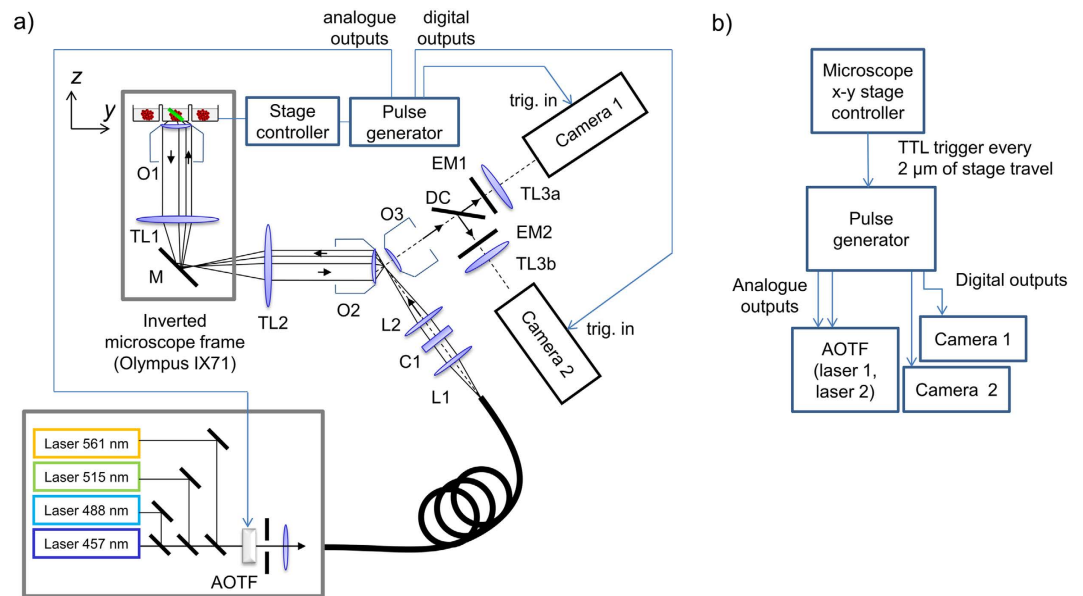 a)
analogue
outputs
digital
outputs
z
y
Stage
controller
Pulse
generator
trig. in
Camera 1
O1
TL1
M
Inverted
microscope frame
(Olympus IX71)
TL2
O2
O3
DC
EM1
TL3a
EM2
TL3b
L2
C1
L1
trig. in
Camera 2
Laser 561 nm
Laser 515 nm
Laser 488 nm
Laser 457 nm
AOTF
b)
Microscope
x-y stage
controller
TTL trigger every
2 µm of stage travel
Pulse
generator
Analogue
outputs
Digital outputs
AOTF
(laser 1,
laser 2)
Camera 1
Camera 2